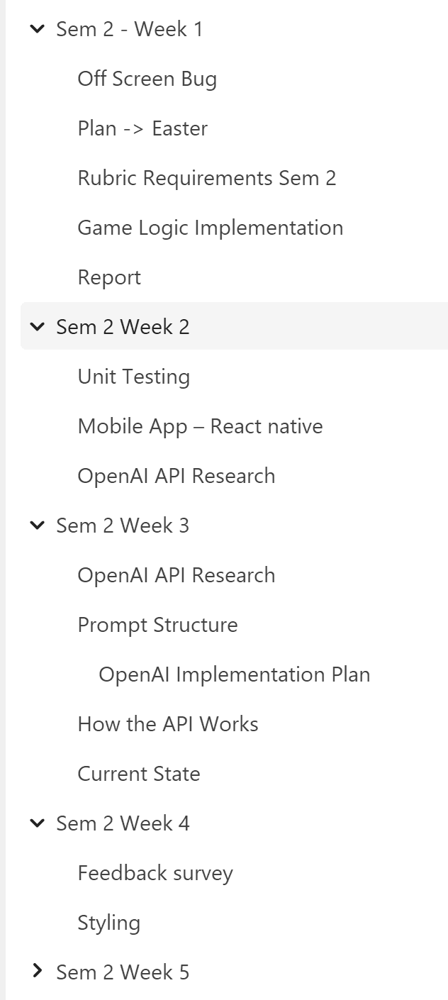 Sem 2 - Week 1
Off Screen Bug
Plan -> Easter
Rubric Requirements Sem 2
Game Logic Implementation
Report
Sem 2 Week 2
Unit Testing
Mobile App – React native
OpenAI API Research
Sem 2 Week 3
OpenAI API Research
Prompt Structure
OpenAI Implementation Plan
How the API Works
Current State
Sem 2 Week 4
Feedback survey
Styling
Sem 2 Week 5